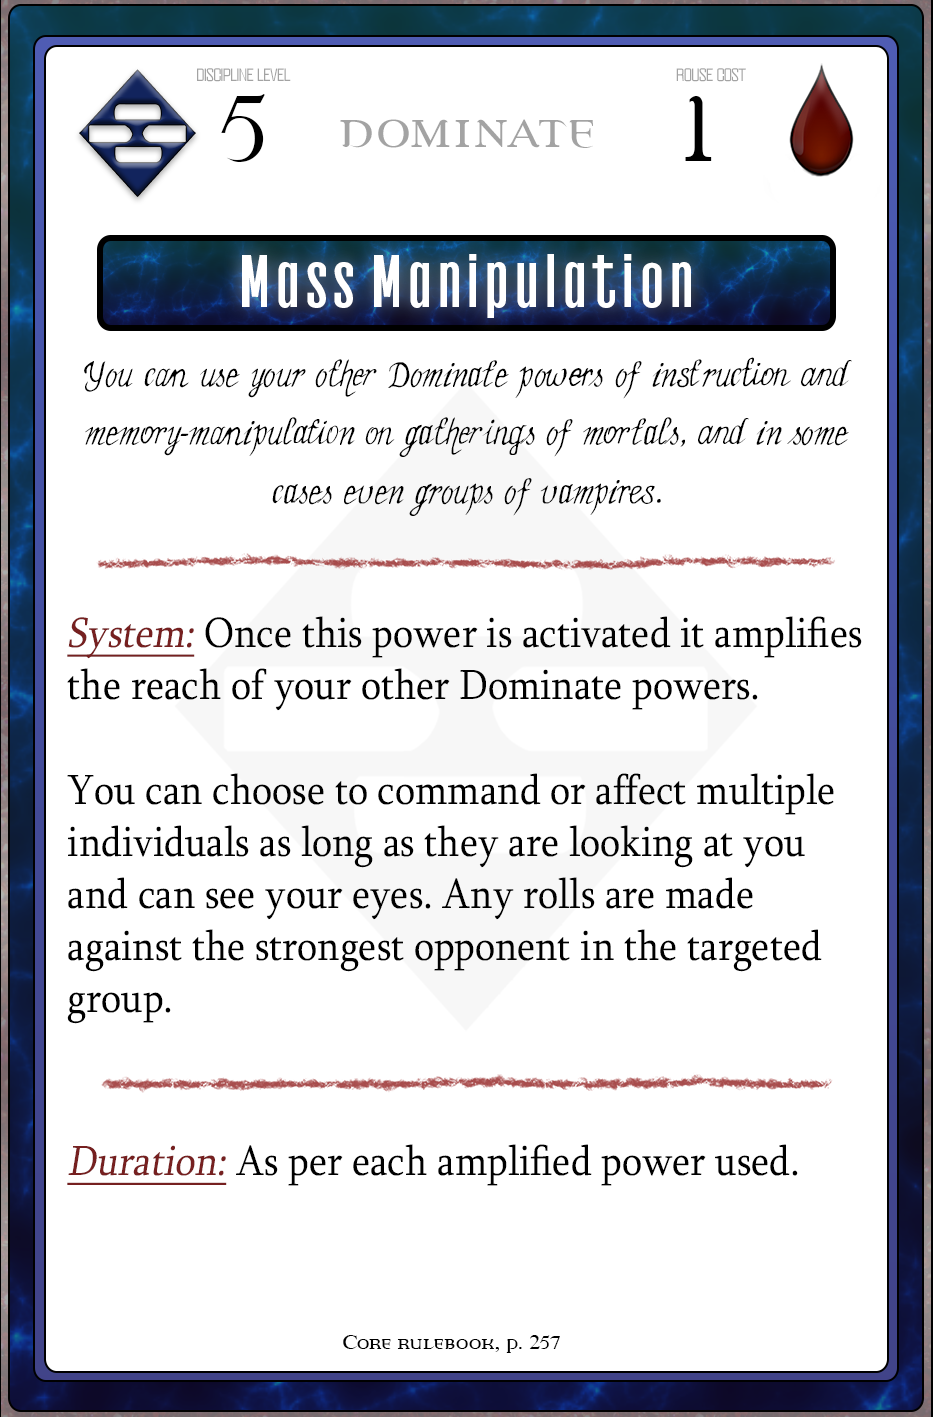 DISCIPLINE LEVEL
5
DOMINATE
ROUSE COST
1
Mass Manipulation
You can use your other Dominate powers of instruction and
memory-manipulation on gatherings of mortals, and in some
cases even groups of vampires.
System: Once this power is activated it amplifies
the reach of your other Dominate powers.
You can choose to command or affect multiple
individuals as long as they are looking at you
and can see your eyes. Any rolls are made
against the strongest opponent in the targeted
group.
Duration: As per each amplified power used.
Core rulebook, p. 257